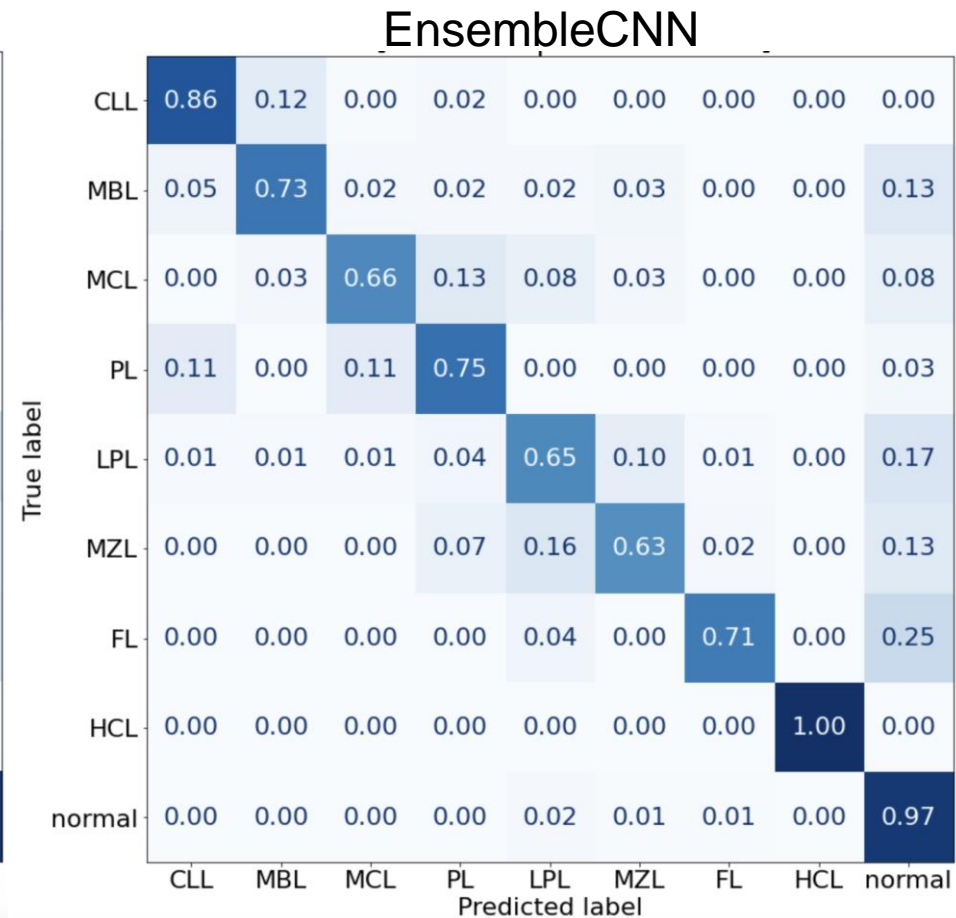 EnsembleCNN
True label
CLL 0.86 0.12 0.00 0.02 0.00 0.00 0.00 0.00 0.00
MBL 0.05 0.73 0.02 0.02 0.02 0.03 0.00 0.00 0.13
MCL 0.00 0.03 0.66 0.13 0.08 0.03 0.00 0.00 0.08
PL 0.11 0.00 0.11 0.75 0.00 0.00 0.00 0.00 0.03
LPL 0.01 0.01 0.01 0.04 0.65 0.10 0.01 0.00 0.17
MZL 0.00 0.00 0.00 0.07 0.16 0.63 0.02 0.00 0.13
FL 0.00 0.00 0.00 0.00 0.04 0.00 0.71 0.00 0.25
HCL 0.00 0.00 0.00 0.00 0.00 0.00 0.00 1.00 0.00
normal 0.00 0.00 0.00 0.00 0.02 0.01 0.01 0.00 0.97
CLL MBL MCL PL LPL MZL FL HCL normal
Predicted label